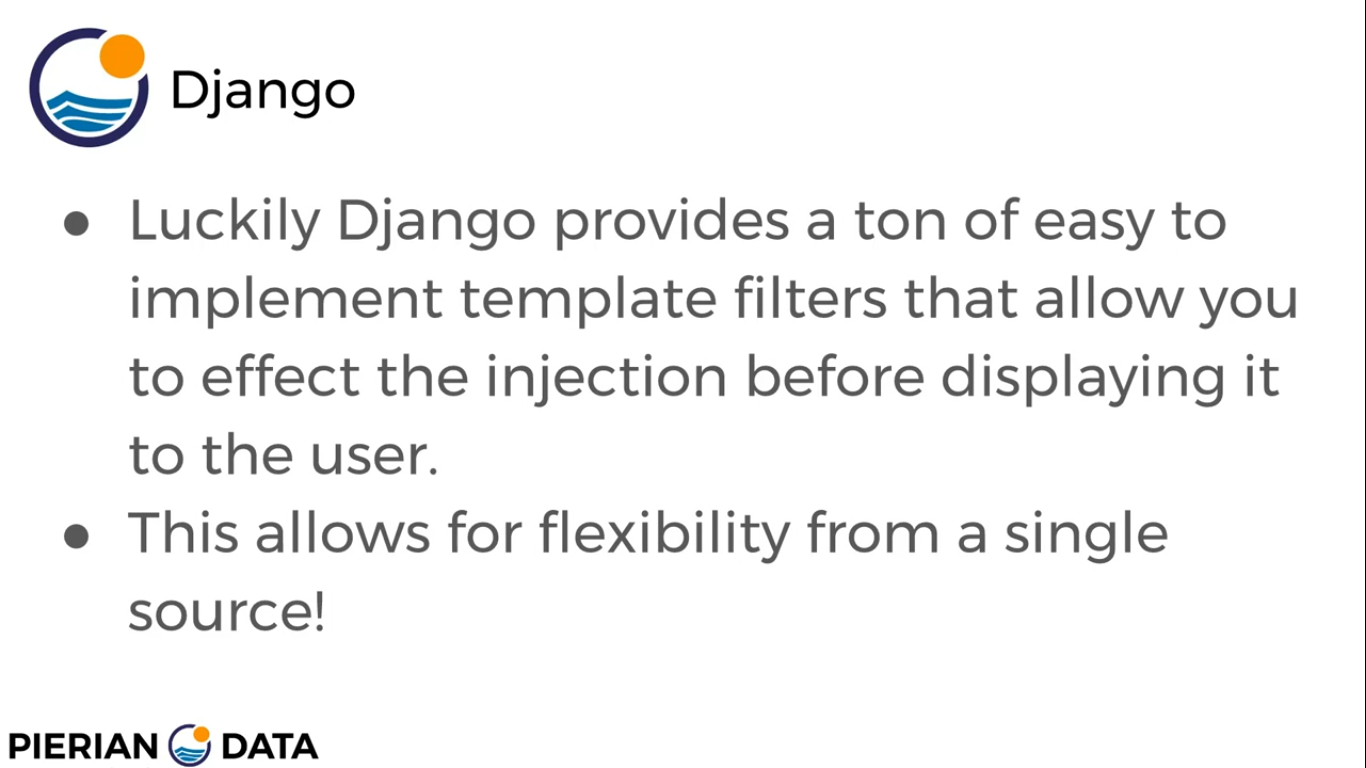 Django
● Luckily Django provides a ton of easy to
implement template filters that allow you
to effect the injection before displaying it
to the user.
● This allows for flexibility from a single
source!
PIERIAN DATA